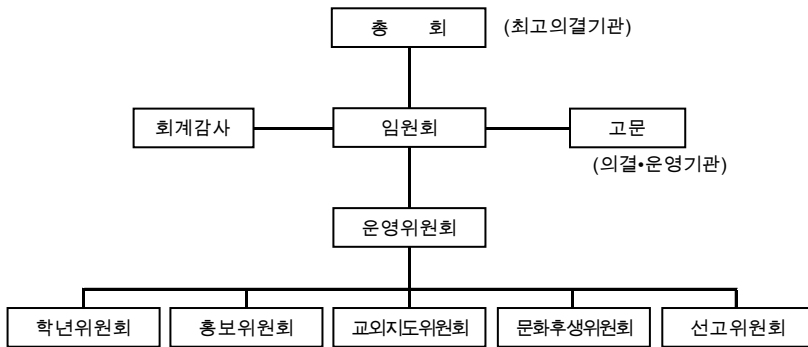 총 회 (최고의결기관)
회계감사 임원회 고문
(의결•운영기관)
운영위원회
학년위원회 홍보위원회 교외지도위원회 문화후생위원회 선고위원회